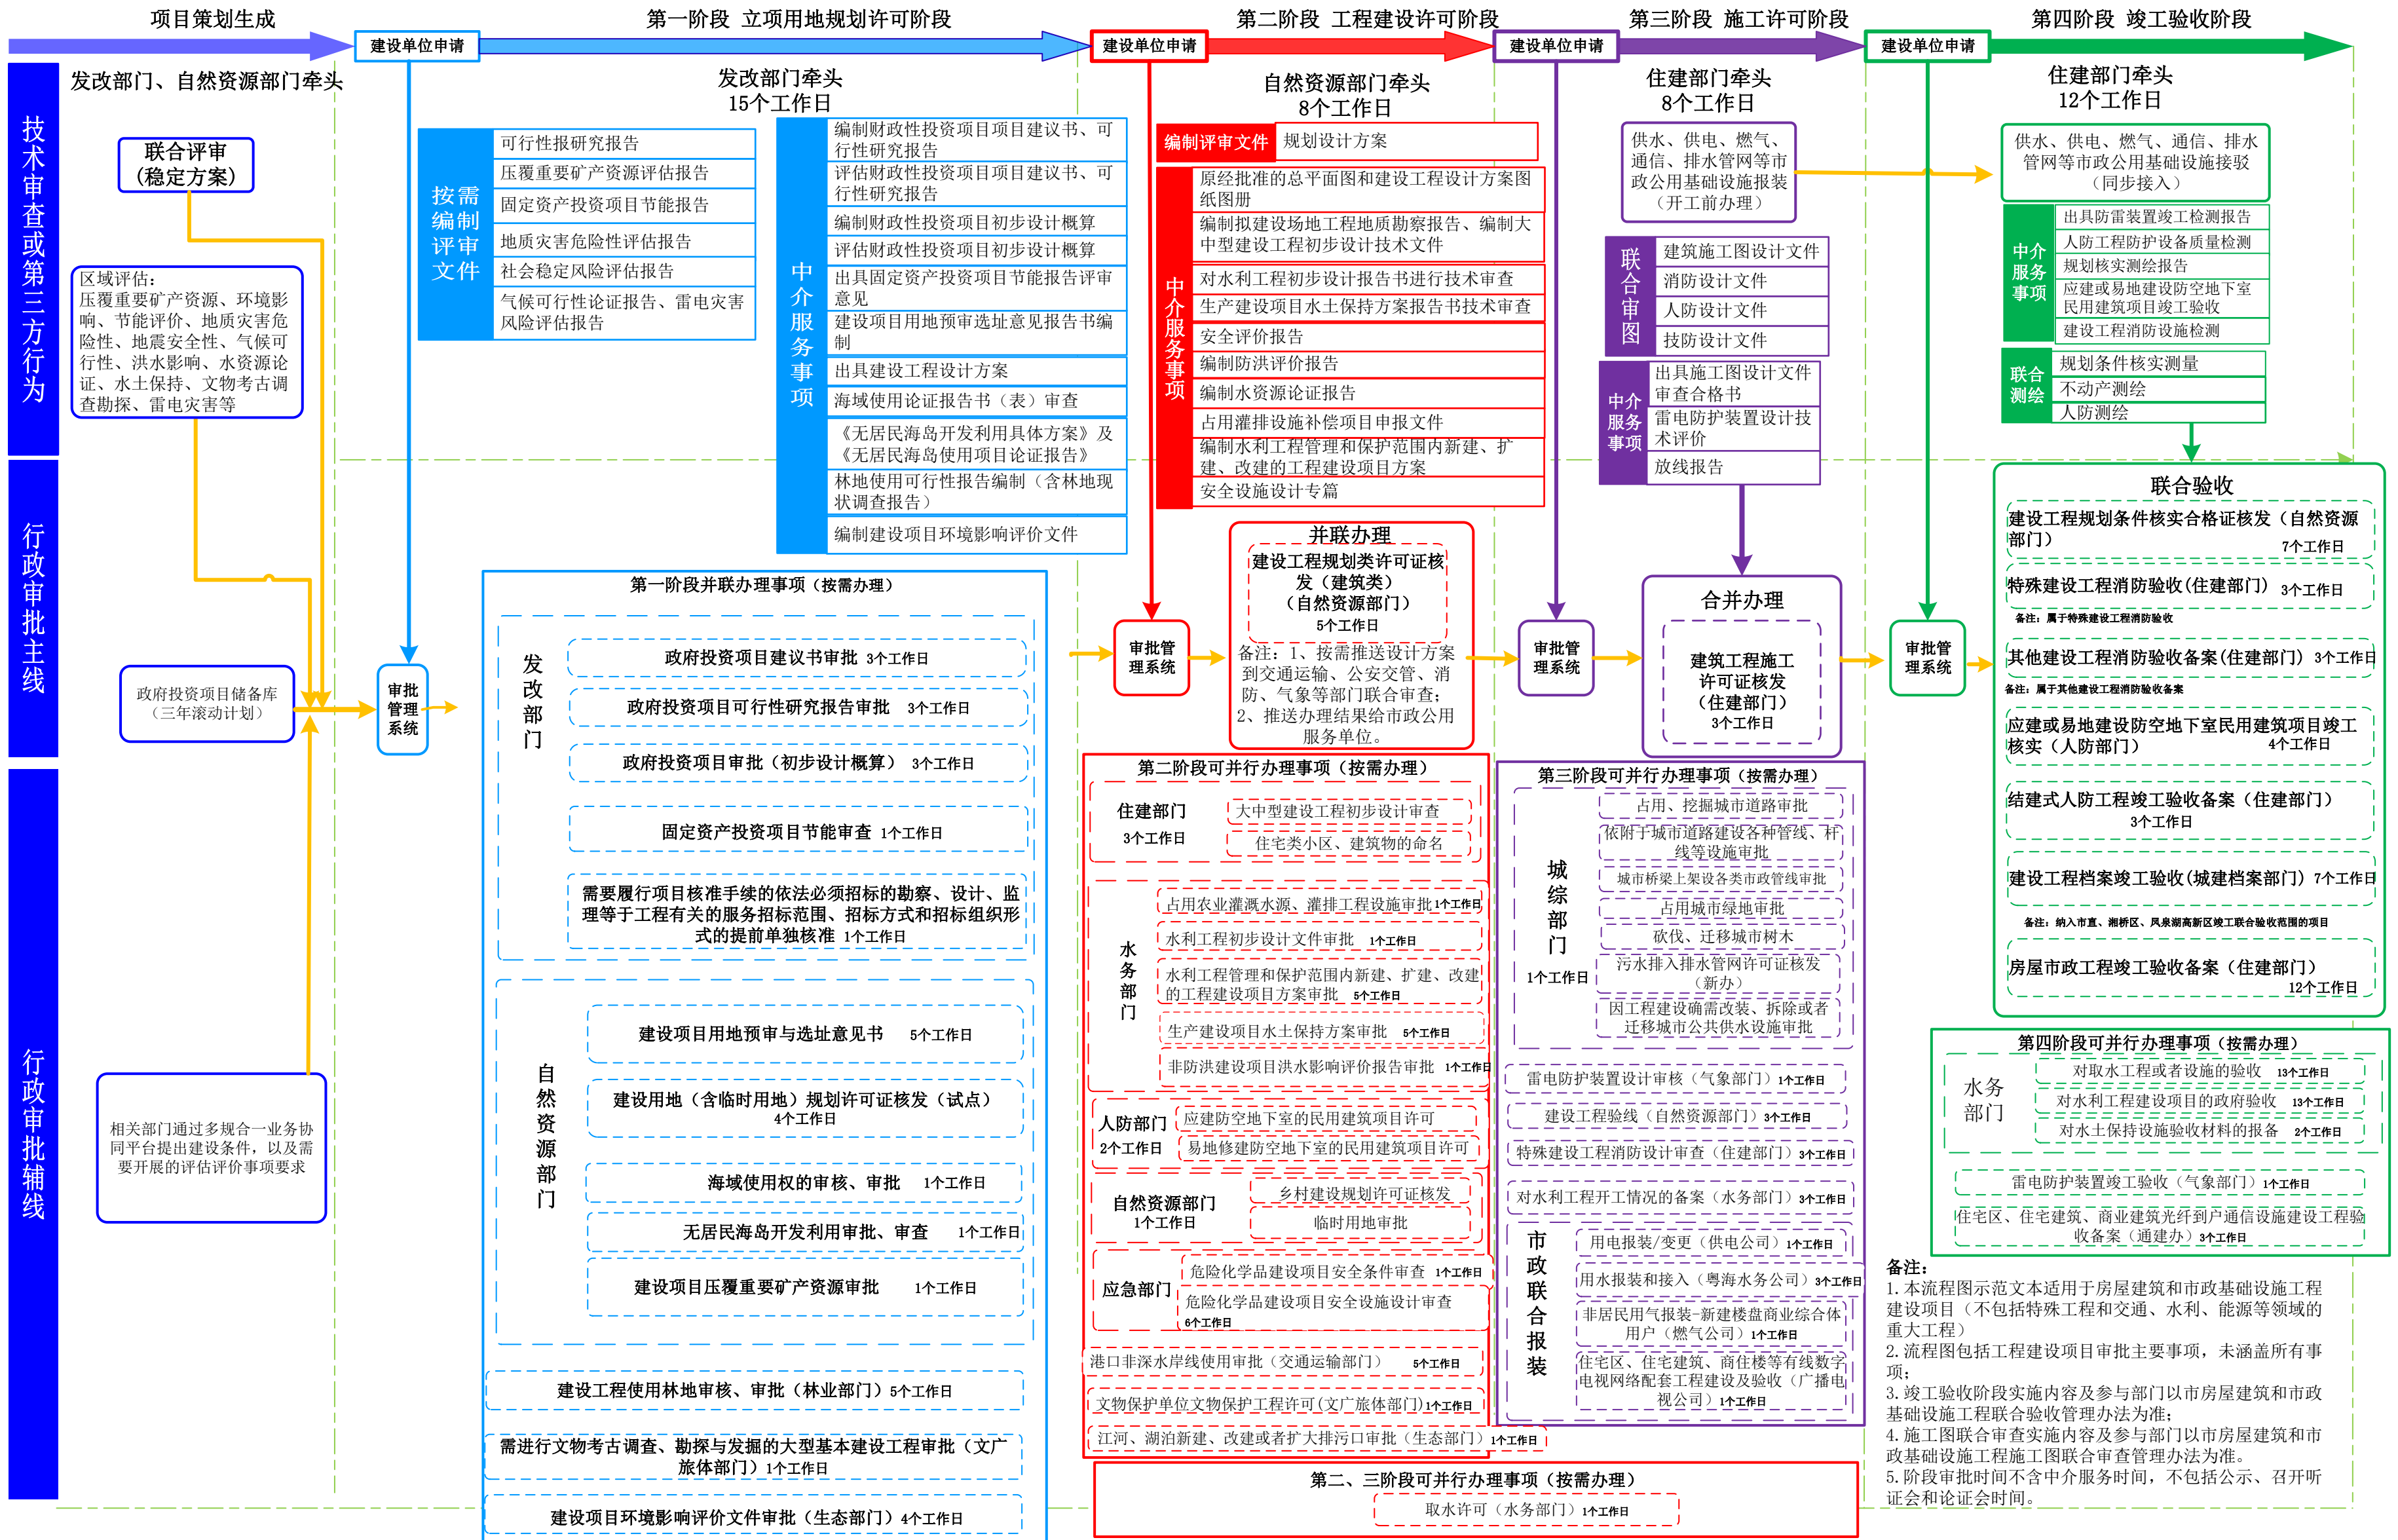 项目策划生成
第一阶段 立项用地规划许可阶段
第二阶段 工程建设许可阶段
第三阶段 施工许可阶段
第四阶段 竣工验收阶段
建设单位申请
建设单位申请
建设单位申请
建设单位申请
技术审查或第三方行为
行政审批主线
行政审批辅线
发改部门、自然资源部门牵头
联合评审
(稳定方案)
区域评估：
压覆重要矿产资源、环境影
响、节能评价、地质灾害危
险性、地震安全性、气候可
行性、洪水影响、水资源论
证、水土保持、文物考古调
查勘探、雷电灾害等
政府投资项目储备库
（三年滚动计划）
相关部门通过多规合一业务协
同平台提出建设条件，以及需
要开展的评估评价事项要求
发改部门牵头
15个工作日
按需
编制
评审
文件
可行性报研究报告
压覆重要矿产资源评估报告
固定资产投资项目节能报告
地质灾害危险性评估报告
社会稳定风险评估报告
气候可行性论证报告、雷电灾害
风险评估报告
中介服务事项
编制财政性投资项目项目建议书、可
行性研究报告
评估财政性投资项目项目建议书、可
行性研究报告
编制财政性投资项目初步设计概算
评估财政性投资项目初步设计概算
出具固定资产投资项目节能报告评审
意见
建设项目用地预审选址意见报告书编
制
出具建设工程设计方案
海域使用论证报告书（表）审查
《无居民海岛开发利用具体方案》及
《无居民海岛使用项目论证报告》
林地使用可行性报告编制（含林地现
状调查报告）
编制建设项目环境影响评价文件
审批
管理
系统
第一阶段并联办理事项（按需办理）
发改部门
政府投资项目建议书审批 3个工作日
政府投资项目可行性研究报告审批 3个工作日
政府投资项目审批（初步设计概算） 3个工作日
固定资产投资项目节能审查 1个工作日
需要履行项目核准手续的依法必须招标的勘察、设计、监
理等于工程有关的服务招标范围、招标方式和招标组织形
式的提前单独核准 1个工作日
自然资源部门
建设项目用地预审与选址意见书 5个工作日
建设用地（含临时用地）规划许可证核发（试点）
4个工作日
海域使用权的审核、审批 1个工作日
无居民海岛开发利用审批、审查 1个工作日
建设项目压覆重要矿产资源审批 1个工作日
建设工程使用林地审核、审批（林业部门）5个工作日
需进行文物考古调查、勘探与发掘的大型基本建设工程审批（文广
旅体部门）1个工作日
建设项目环境影响评价文件审批（生态部门）4个工作日
自然资源部门牵头
8个工作日
编制评审文件
规划设计方案
中介服务事项
原经批准的总平面图和建设工程设计方案图
纸图册
编制拟建设场地工程地质勘察报告、编制大
中型建设工程初步设计技术文件
对水利工程初步设计报告书进行技术审查
生产建设项目水土保持方案报告书技术审查
安全评价报告
编制防洪评价报告
编制水资源论证报告
占用灌排设施补偿项目申报文件
编制水利工程管理和保护范围内新建、扩
建、改建的工程建设项目方案
安全设施设计专篇
审批管
理系统
并联办理
建设工程规划类许可证核
发（建筑类）
（自然资源部门）
5个工作日
备注：1、按需推送设计方案
到交通运输、公安交管、消
防、气象等部门联合审查；
2、推送办理结果给市政公用
服务单位。
第二阶段可并行办理事项（按需办理）
住建部门
3个工作日
大中型建设工程初步设计审查
住宅类小区、建筑物的命名
水务部门
占用农业灌溉水源、灌排工程设施审批1个工作日
水利工程初步设计文件审批 1个工作日
水利工程管理和保护范围内新建、扩建、改建
的工程建设项目方案审批 5个工作日
生产建设项目水土保持方案审批 5个工作日
非防洪建设项目洪水影响评价报告审批 1个工作日
人防部门
2个工作日
应建防空地下室的民用建筑项目许可
易地修建防空地下室的民用建筑项目许可
自然资源部门
1个工作日
乡村建设规划许可证核发
临时用地审批
应急部门
危险化学品建设项目安全条件审查 1个工作日
危险化学品建设项目安全设施设计审查
6个工作日
港口非深水岸线使用审批（交通运输部门） 5个工作日
文物保护单位文物保护工程许可(文广旅体部门)1个工作日
江河、湖泊新建、改建或者扩大排污口审批（生态部门）1个工作日
第二、三阶段可并行办理事项（按需办理）
取水许可（水务部门）1个工作日
住建部门牵头
8个工作日
供水、供电、燃气、
通信、排水管网等市
政公用基础设施报装
（开工前办理）
联合审图
建筑施工图设计文件
消防设计文件
人防设计文件
技防设计文件
中介
服务
事项
出具施工图设计文件
审查合格书
雷电防护装置设计技
术评价
放线报告
审批管
理系统
合并办理
建筑工程施工
许可证核发
（住建部门）
3个工作日
第三阶段可并行办理事项（按需办理）
城综部门
1个工作日
占用、挖掘城市道路审批
依附于城市道路建设各种管线、杆
线等设施审批
城市桥梁上架设各类市政管线审批
占用城市绿地审批
砍伐、迁移城市树木
污水排入排水管网许可证核发
（新办）
因工程建设确需改装、拆除或者
迁移城市公共供水设施审批
雷电防护装置设计审核（气象部门）1个工作日
建设工程验线（自然资源部门）3个工作日
特殊建设工程消防设计审查（住建部门）3个工作日
对水利工程开工情况的备案（水务部门）3个工作日
市政联合报装
用电报装/变更（供电公司）1个工作日
用水报装和接入（粤海水务公司）3个工作日
非居民用气报装-新建楼盘商业综合体
用户（燃气公司）1个工作日
住宅区、住宅建筑、商住楼等有线数字
电视网络配套工程建设及验收（广播电
视公司）1个工作日
住建部门牵头
12个工作日
供水、供电、燃气、通信、排水
管网等市政公用基础设施接驳
（同步接入）
中介
服务
事项
出具防雷装置竣工检测报告
人防工程防护设备质量检测
规划核实测绘报告
应建或易地建设防空地下室
民用建筑项目竣工验收
建设工程消防设施检测
联合
测绘
规划条件核实测量
不动产测绘
人防测绘
审批管
理系统
联合验收
建设工程规划条件核实合格证核发（自然资源
部门）
7个工作日
特殊建设工程消防验收(住建部门) 3个工作日
备注：属于特殊建设工程消防验收
其他建设工程消防验收备案(住建部门) 3个工作日
备注：属于其他建设工程消防验收备案
应建或易地建设防空地下室民用建筑项目竣工
核实（人防部门） 4个工作日
结建式人防工程竣工验收备案（住建部门）
3个工作日
建设工程档案竣工验收(城建档案部门) 7个工作日
备注：纳入市直、湘桥区、凤泉湖高新区竣工联合验收范围的项目
房屋市政工程竣工验收备案（住建部门）
12个工作日
第四阶段可并行办理事项（按需办理）
水务
部门
对取水工程或者设施的验收 13个工作日
对水利工程建设项目的政府验收 13个工作日
对水土保持设施验收材料的报备 2个工作日
雷电防护装置竣工验收（气象部门）1个工作日
住宅区、住宅建筑、商业建筑光纤到户通信设施建设工程验
收备案（通建办）3个工作日
备注：
1.本流程图示范文本适用于房屋建筑和市政基础设施工程
建设项目（不包括特殊工程和交通、水利、能源等领域的
重大工程）
2.流程图包括工程建设项目审批主要事项，未涵盖所有事
项；
3.竣工验收阶段实施内容及参与部门以市房屋建筑和市政
基础设施工程联合验收管理办法为准；
4.施工图联合审查实施内容及参与部门以市房屋建筑和市
政基础设施工程施工图联合审查管理办法为准。
5.阶段审批时间不含中介服务时间，不包括公示、召开听
证会和论证会时间。